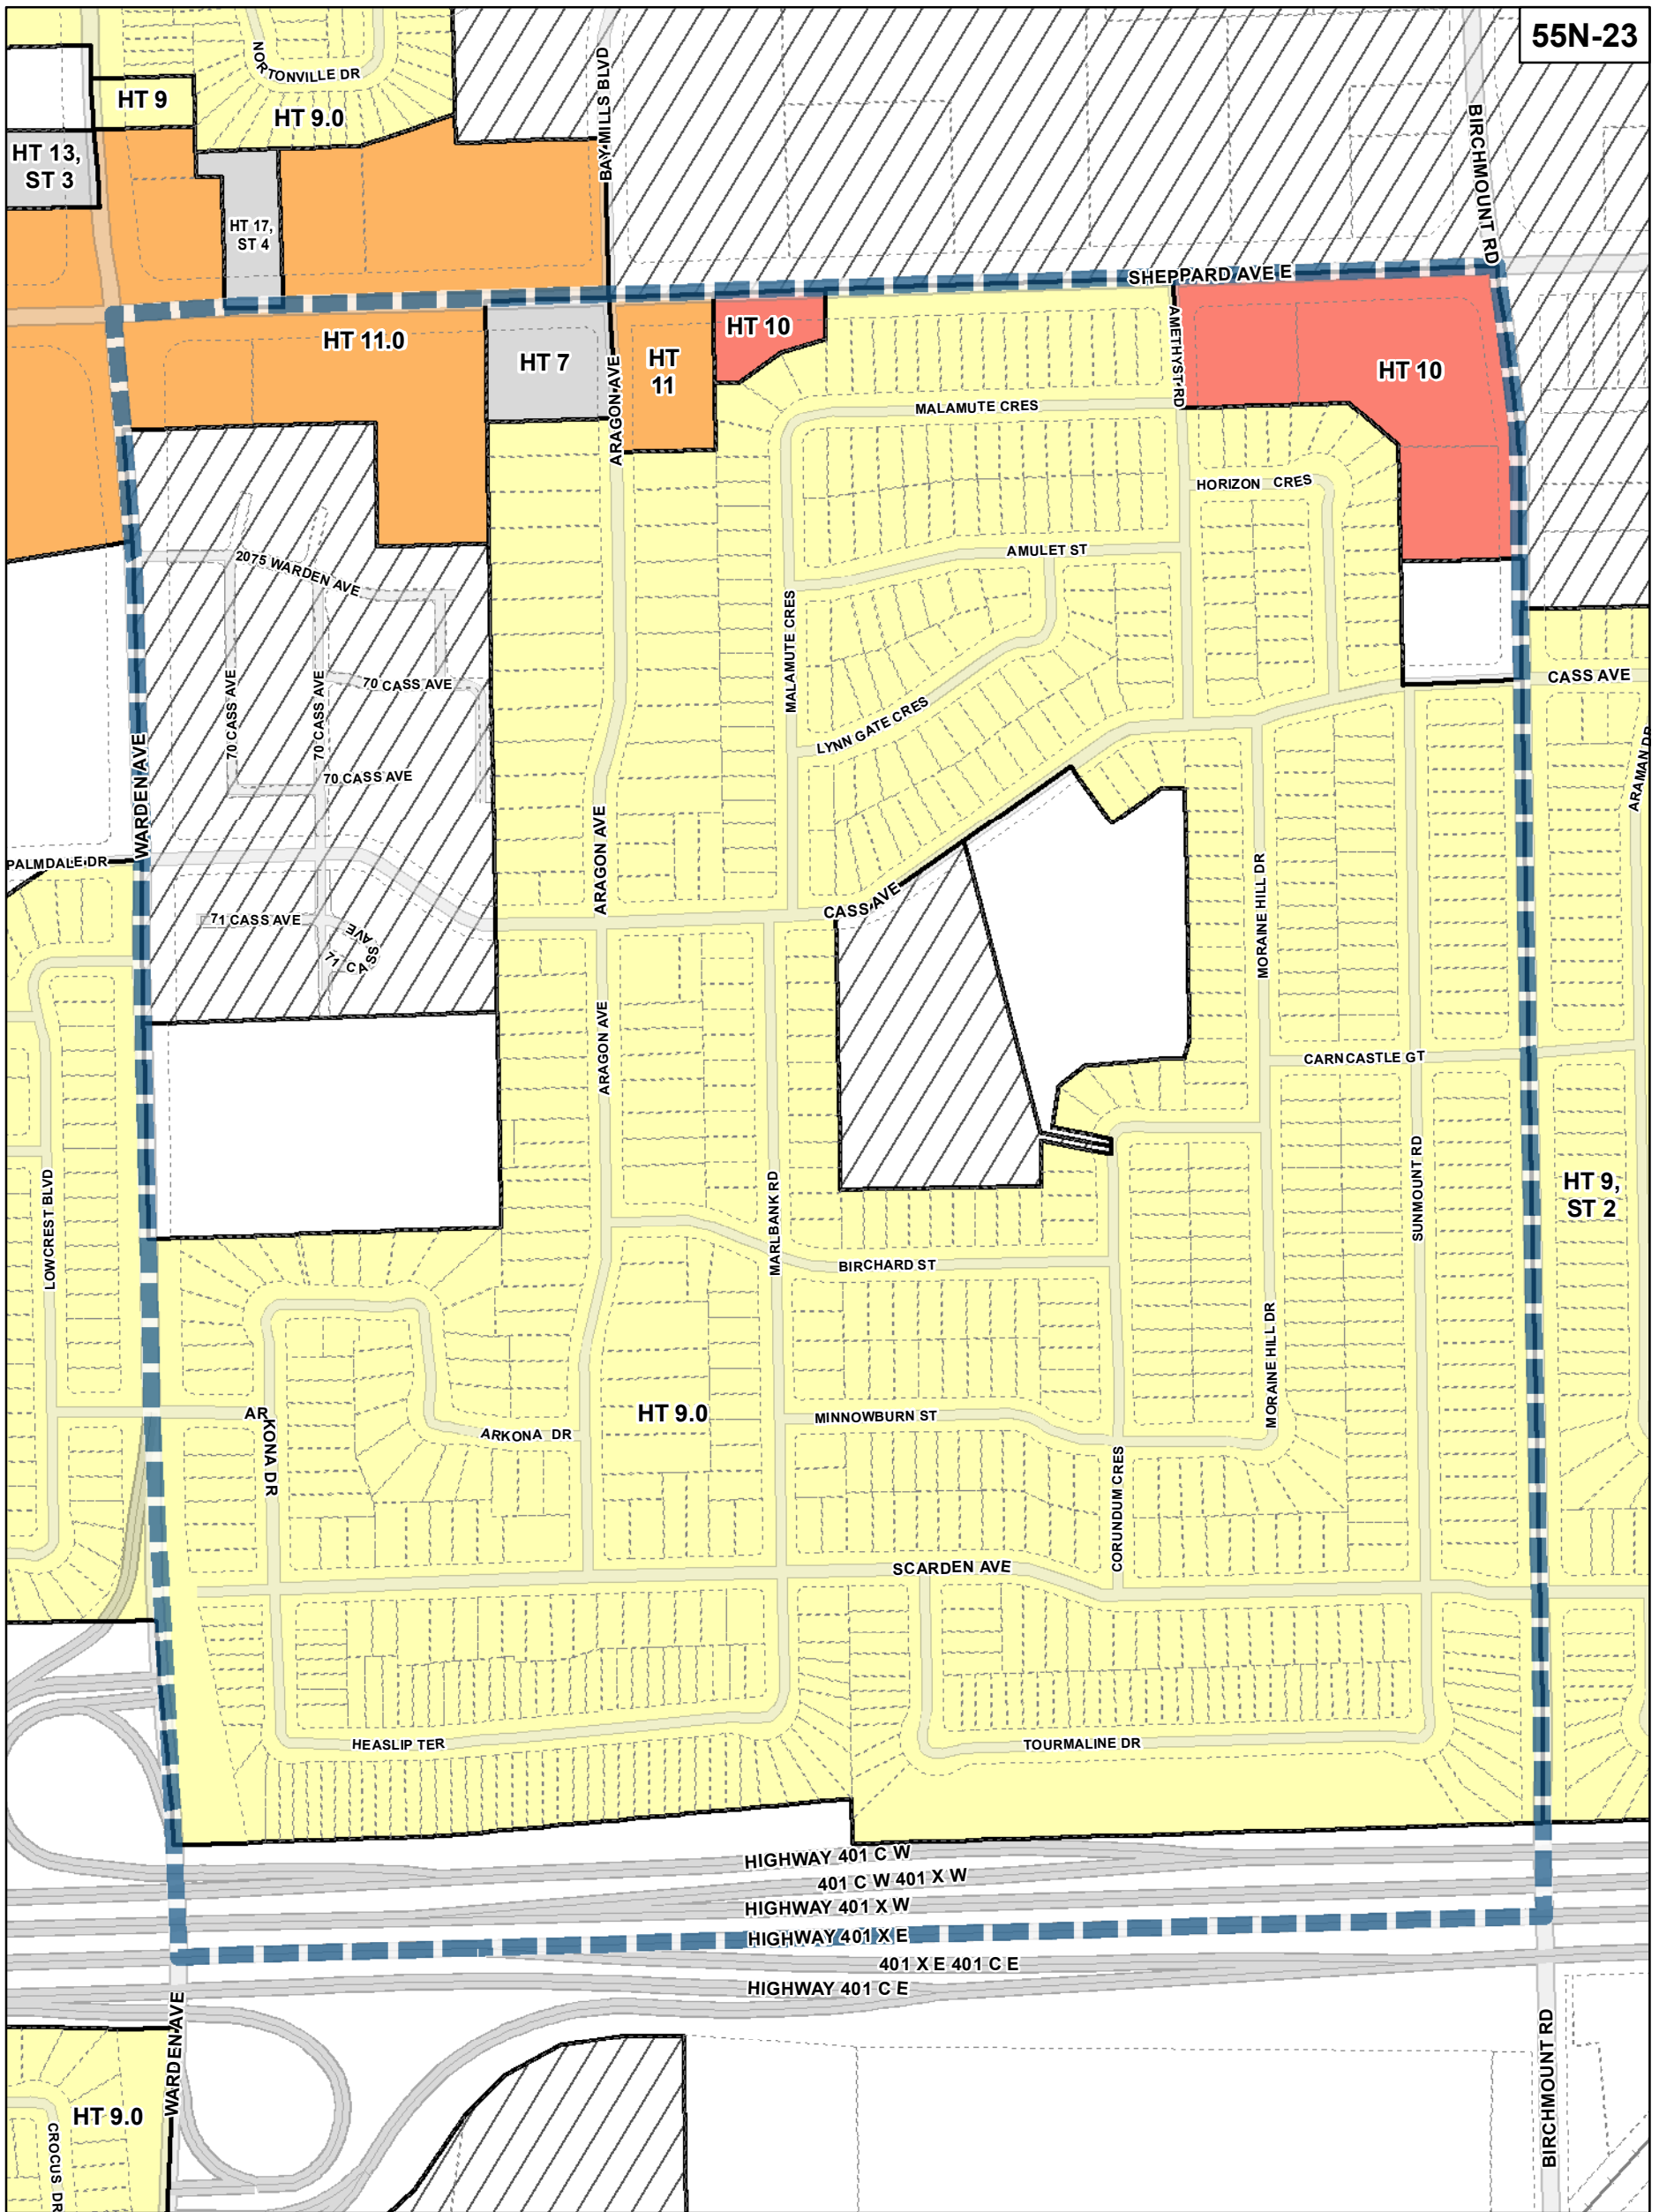 55N-23
NORTONVILLE DR
BAY MILLS BLVD
BIRCHMOUNT RD
HT 9
HT 9.0
HT 13,
ST 3
HT 17,
ST 4
SHEPPARD AVE E
HT 11.0
HT 7
HT
11
HT 10
HT 10
ARAGON AVE
AMETHYST RD
MALAMUTE CRES
HORIZON CRES
AMULET ST
2075 WARDEN AVE
MALAMUTE CRES
70 CASS AVE
70 CASS AVE
70 CASS AVE
70 CASS AVE
CASS AVE
LYNN GATE CRES
WARDEN AVE
ARAMAN DR
PALMDALE DR
ARAGON AVE
CASS AVE
MORAINE HILL DR
71 CASS AVE
71 CASS AVE
ARAGON AVE
CARNCASTLE GT
LOWCREST BLVD
MARLBANK RD
SUNMOUNT RD
HT 9,
ST 2
BIRCHARD ST
MORAINE HILL DR
HT 9.0
ARKONA DR
ARKONA DR
MINNOWBURN ST
CORUNDUM CRES
SCARDEN AVE
HEASLIP TER
TOURMALINE DR
HIGHWAY 401 C W
401 C W 401 X W
HIGHWAY 401 X W
HIGHWAY 401 X E
401 X E 401 C E
HIGHWAY 401 C E
WARDEN AVE
BIRCHMOUNT RD
HT 9.0
CROCUS DR